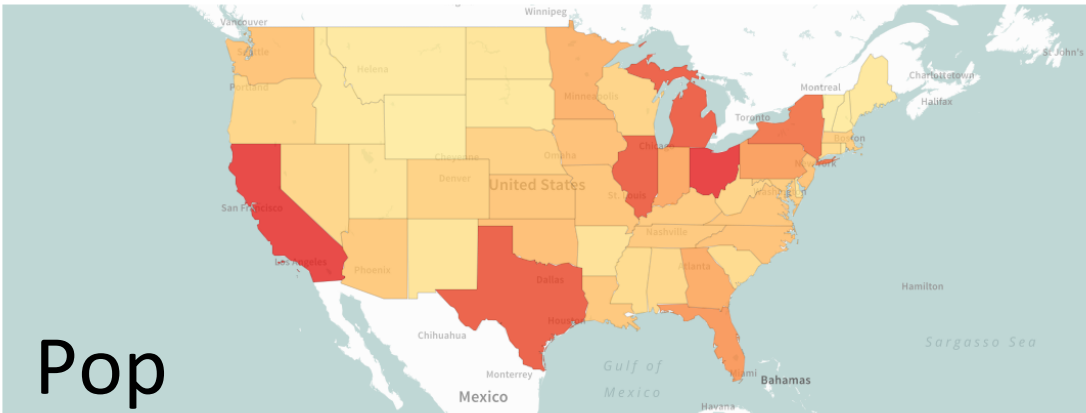 Winnipeg
Vancouver
Seattle
St. John's
Helena
Charlottetown
Portland
Montreal
Minneapolis
Halifax
Toronto
Boston
Chicago
Cheyenne
Omaha
New York
Denver
United States
Washington
St. Louis
San Francisco
Nashville
Los Angeles
Phoenix
Atlanta
Dallas
Hamilton
Houston
Chihuahua
Sargasso Sea
Gulf of
Mexico
Monterrey
Miami
Bahamas
Pop
Mexico
Havana